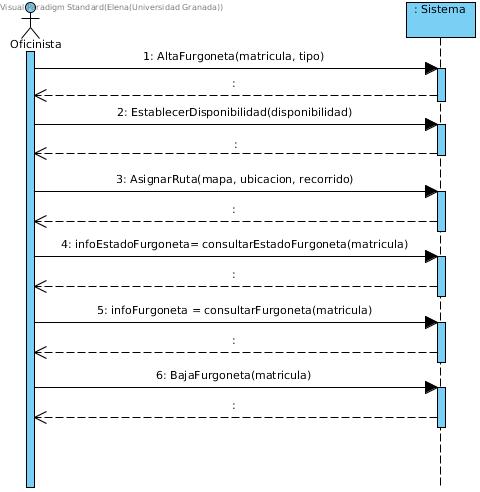 Visual Paradigm Standard(Elena(Universidad Granada))
: Sistema
Oficinista
1: AltaFurgoneta(matricula, tipo)
:
2: EstablecerDisponibilidad(disponibilidad)
:
3: AsignarRuta(mapa, ubicacion, recorrido)
:
4: infoEstadoFurgoneta= consultarEstadoFurgoneta(matricula)
:
5: infoFurgoneta = consultarFurgoneta(matricula)
:
6: BajaFurgoneta(matricula)
: